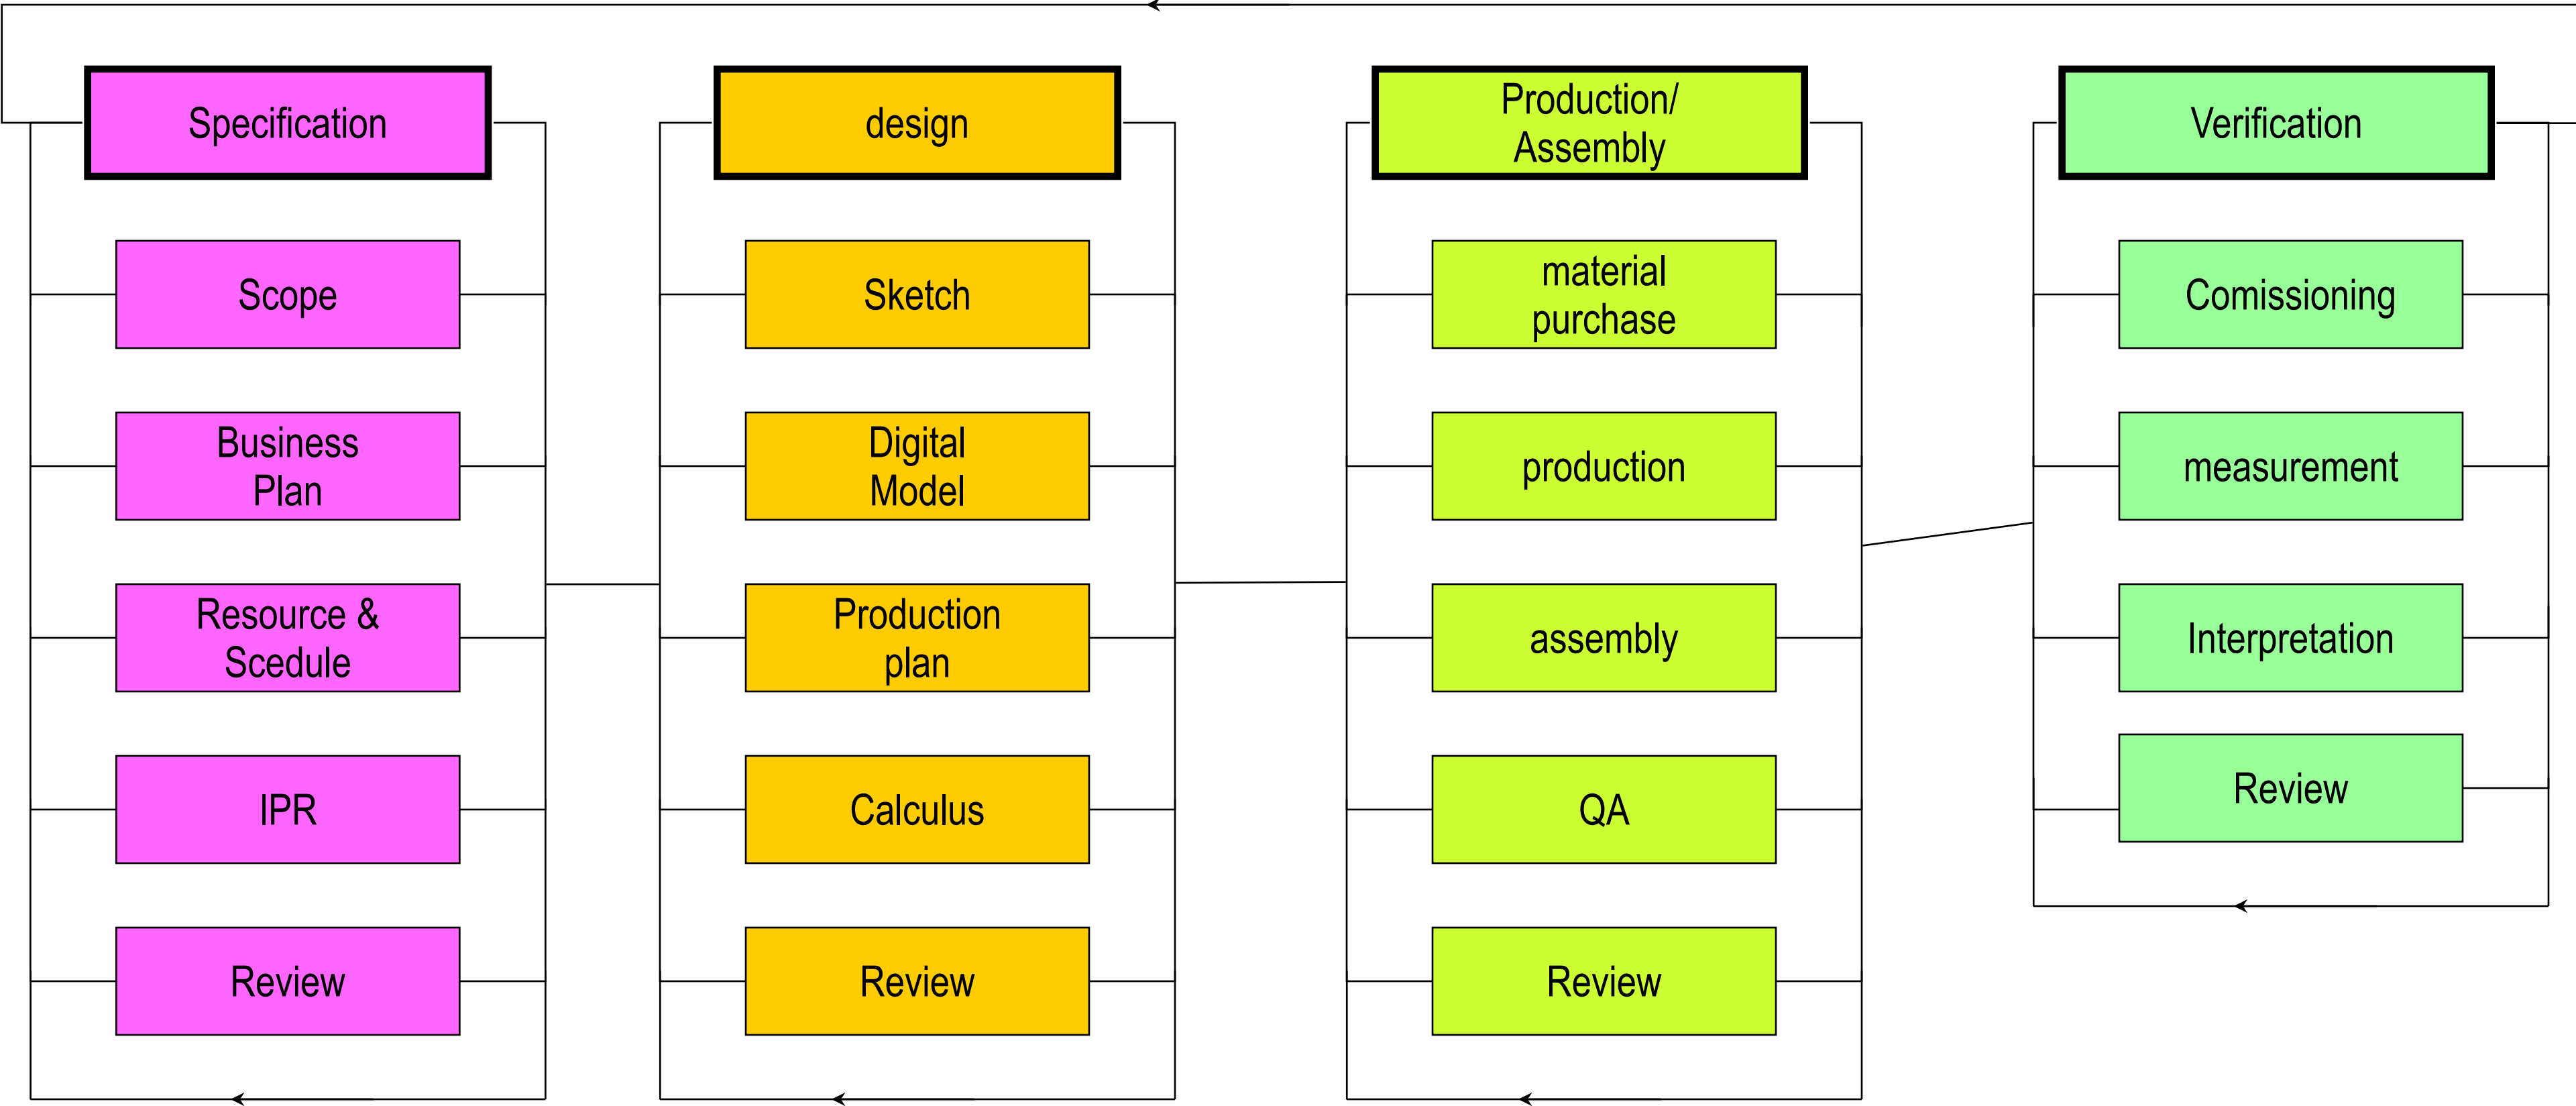 Specification
Scope
Business
Plan
Resource &
Scedule
IPR
Review
design
Sketch
Digital
Model
Production
plan
Calculus
Review
Production/
Assembly
material
purchase
production
assembly
QA
Review
Verification
Comissioning
measurement
Interpretation
Review